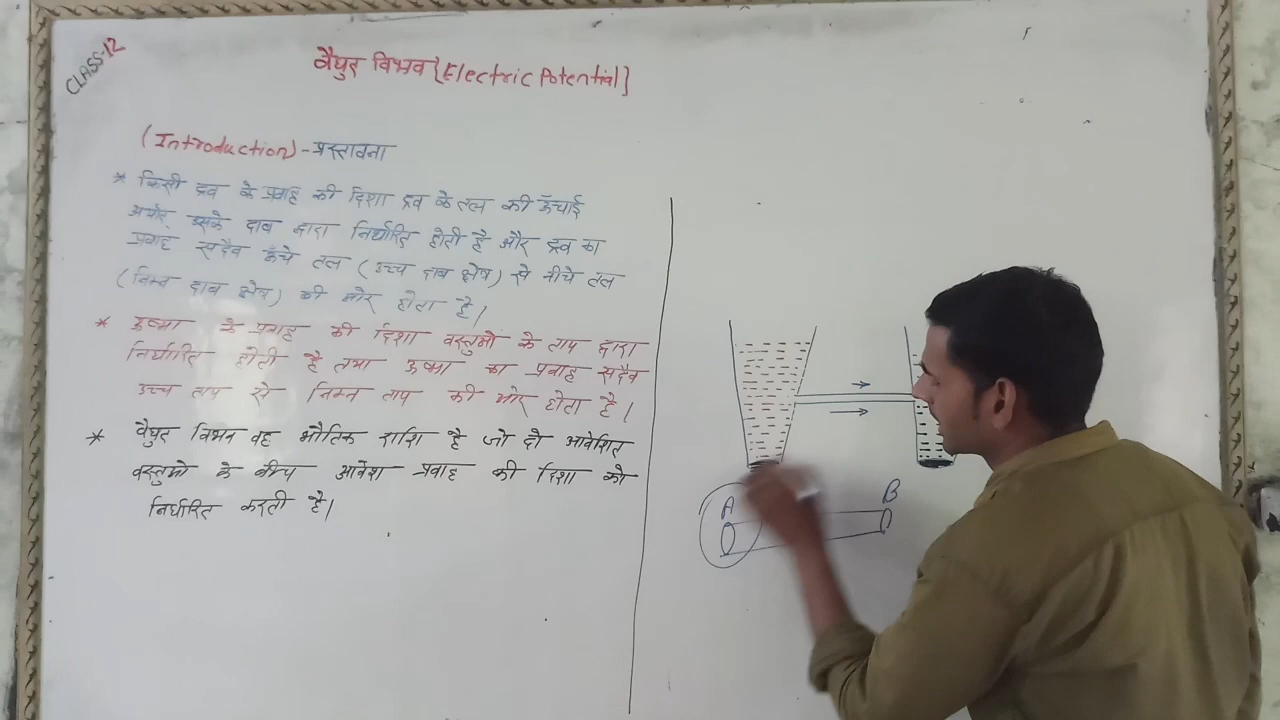 CLASS-12
वैद्युत विभव {Electric Potential}
(Introduction) - प्रस्तावना
* किसी द्रव के प्रवाह की दिशा द्रव के तल की ऊँचाई
अर्थात् उसके दाब द्वारा निर्धारित होती है और द्रव का
प्रवाह सदैव ऊँचे तल (उच्च दाब क्षेत्र) से नीचे तल
(निम्न दाब क्षेत्र) की ओर होता है।
* ऊष्मा के प्रवाह की दिशा वस्तुओं के ताप द्वारा
निर्धारित होती है तथा ऊष्मा का प्रवाह सदैव
उच्च ताप से निम्न ताप की ओर होता है।
* वैद्युत विभव वह भौतिक राशि है जो दो आवेशित
वस्तुओं के बीच आवेश प्रवाह की दिशा को
निर्धारित करती है।
A B